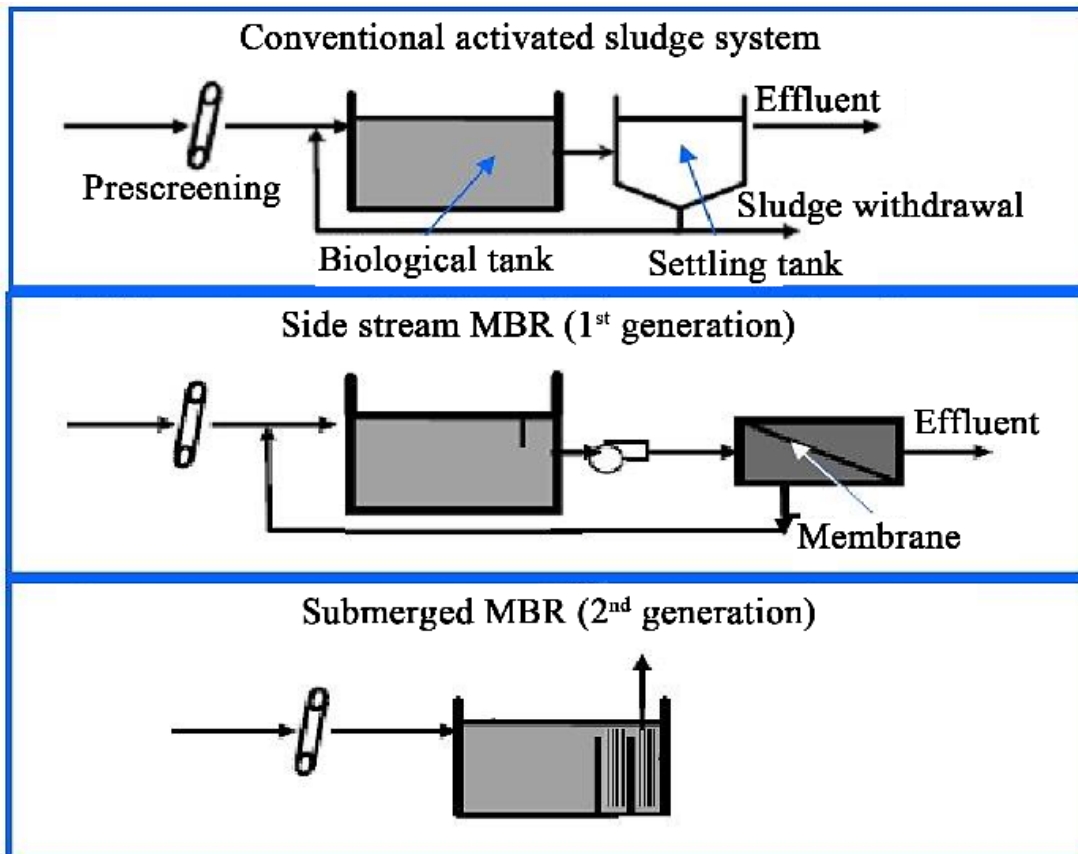 Conventional activated sludge system
Effluent
Prescreening
Sludge withdrawal
Biological tank
Settling tank
Side stream MBR (1st generation)
Effluent
Membrane
Submerged MBR (2nd generation)